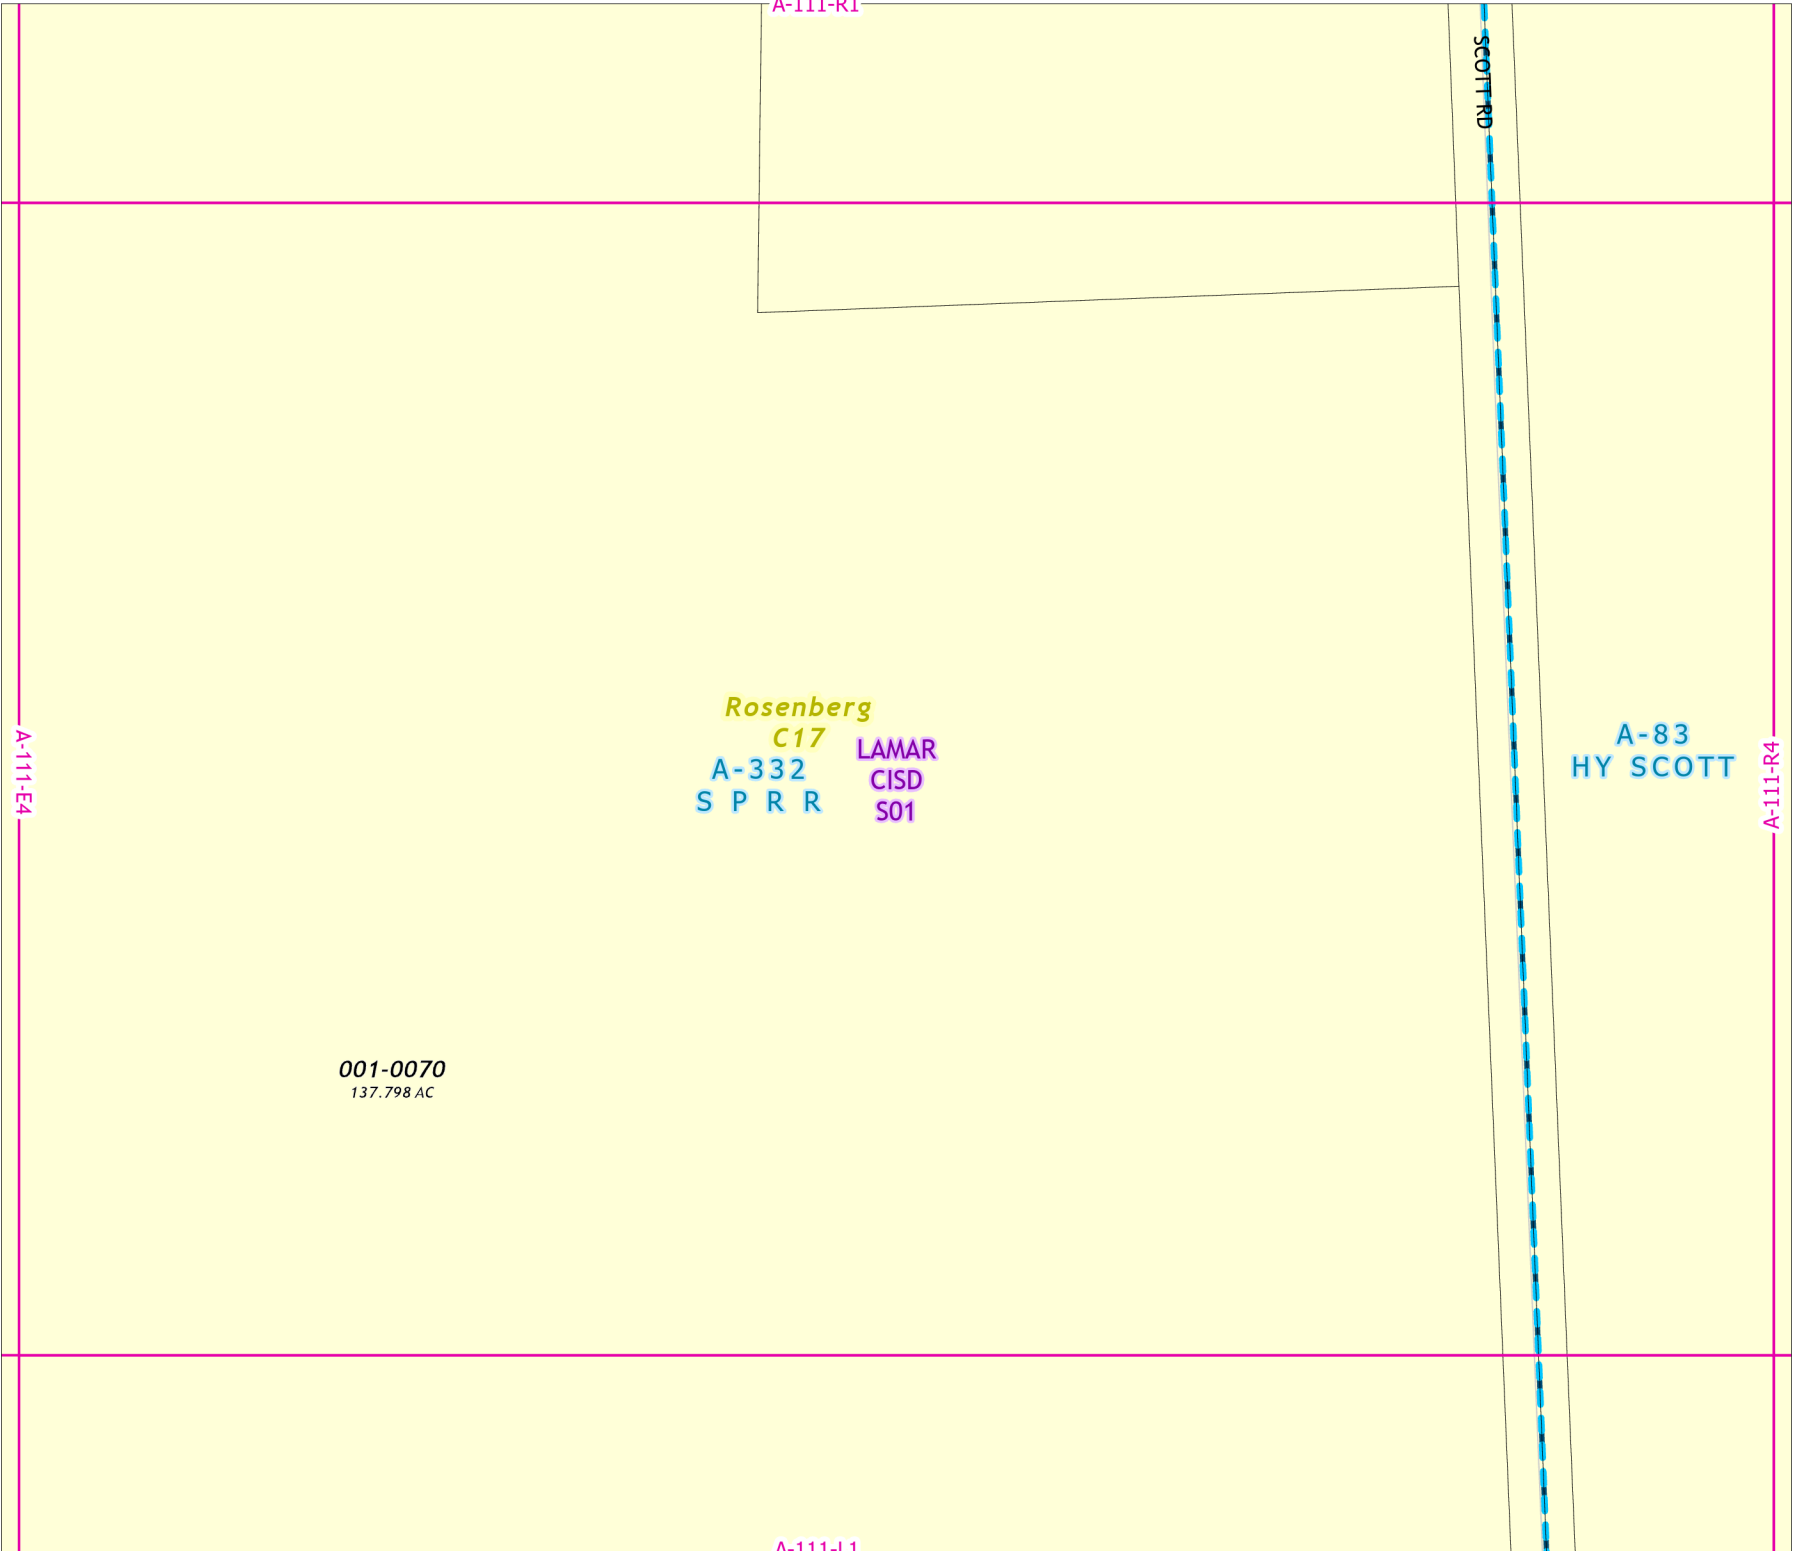 A-111-R1
SCOTT RD
Rosenberg
C17
LAMAR
CISD
S01
A-332
S P R R
A-83
HY SCOTT
A-111-E4
A-111-R4
001-0070
137.798 AC
A-111-L1